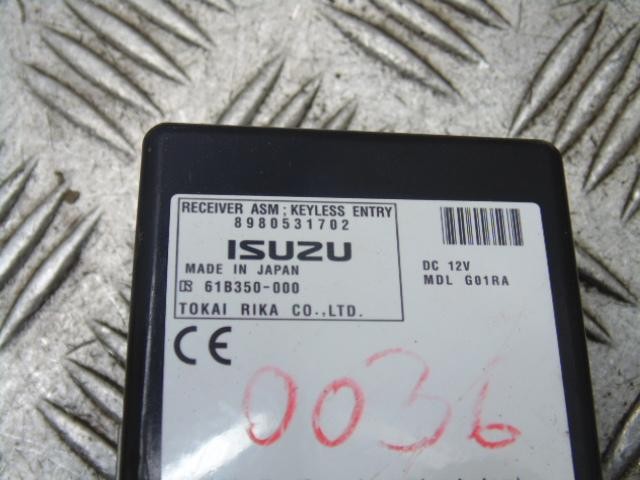 RECEIVER ASM ; KEYLESS ENTRY
8980531702
ISUZU
MADE IN JAPAN
61B350-000
TOKAI RIKA CO.,LTD.
DC 12V
MDL G01RA
CE
0036